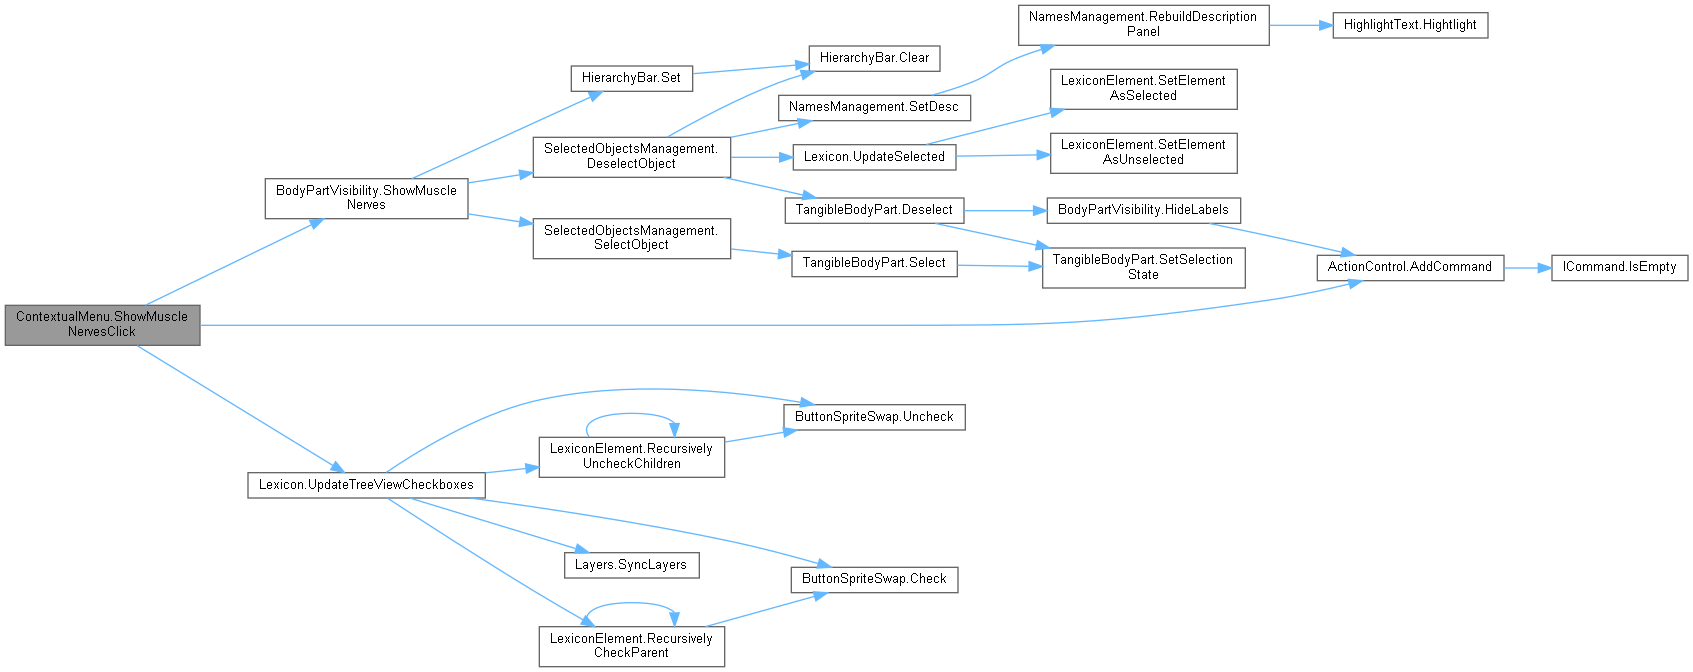 NamesManagement.RebuildDescription
Panel
HighlightText.Hightlight
HierarchyBar.Clear
HierarchyBar.Set
LexiconElement.SetElement
AsSelected
NamesManagement.SetDesc
SelectedObjectsManagement.
DeselectObject
Lexicon.UpdateSelected
LexiconElement.SetElement
AsUnselected
BodyPartVisibility.ShowMuscle
Nerves
TangibleBodyPart.Deselect
BodyPartVisibility.HideLabels
SelectedObjectsManagement.
SelectObject
TangibleBodyPart.Select
TangibleBodyPart.SetSelection
State
ActionControl.AddCommand
ICommand.IsEmpty
ContextualMenu.ShowMuscle
NervesClick
ButtonSpriteSwap.Uncheck
LexiconElement.Recursively
UncheckChildren
Lexicon.UpdateTreeViewCheckboxes
Layers.SyncLayers
ButtonSpriteSwap.Check
LexiconElement.Recursively
CheckParent